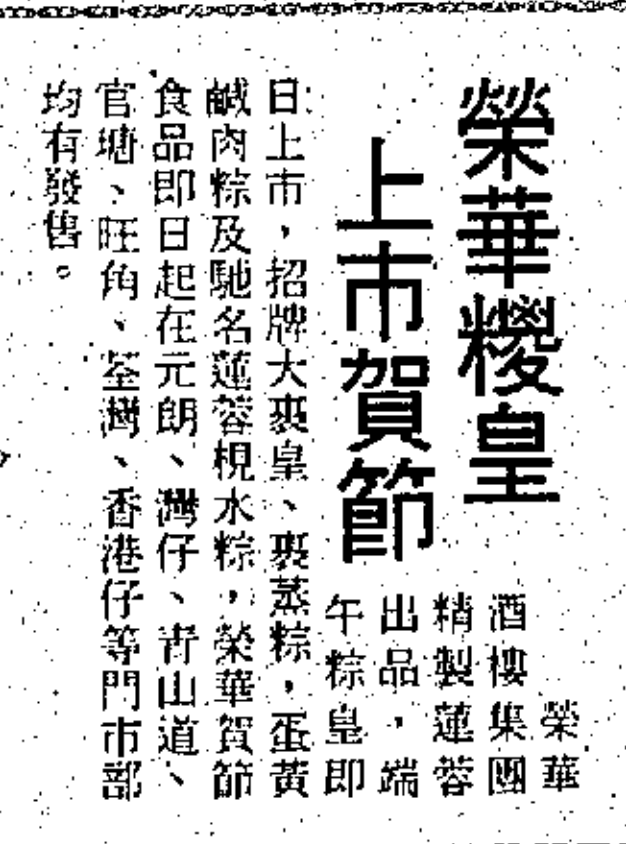 榮華糉皇
上市賀節
榮華
酒樓集團
精製蓮蓉
出品，端
午粽皇即
日上市，招牌大裹皇、裹蒸粽，蛋黃
鹹肉粽及馳名蓮蓉梘水粽，榮華賀節
食品即日起在元朗、灣仔、青山道、
官塘、旺角、荃灣、香港仔等門市部
均有發售。